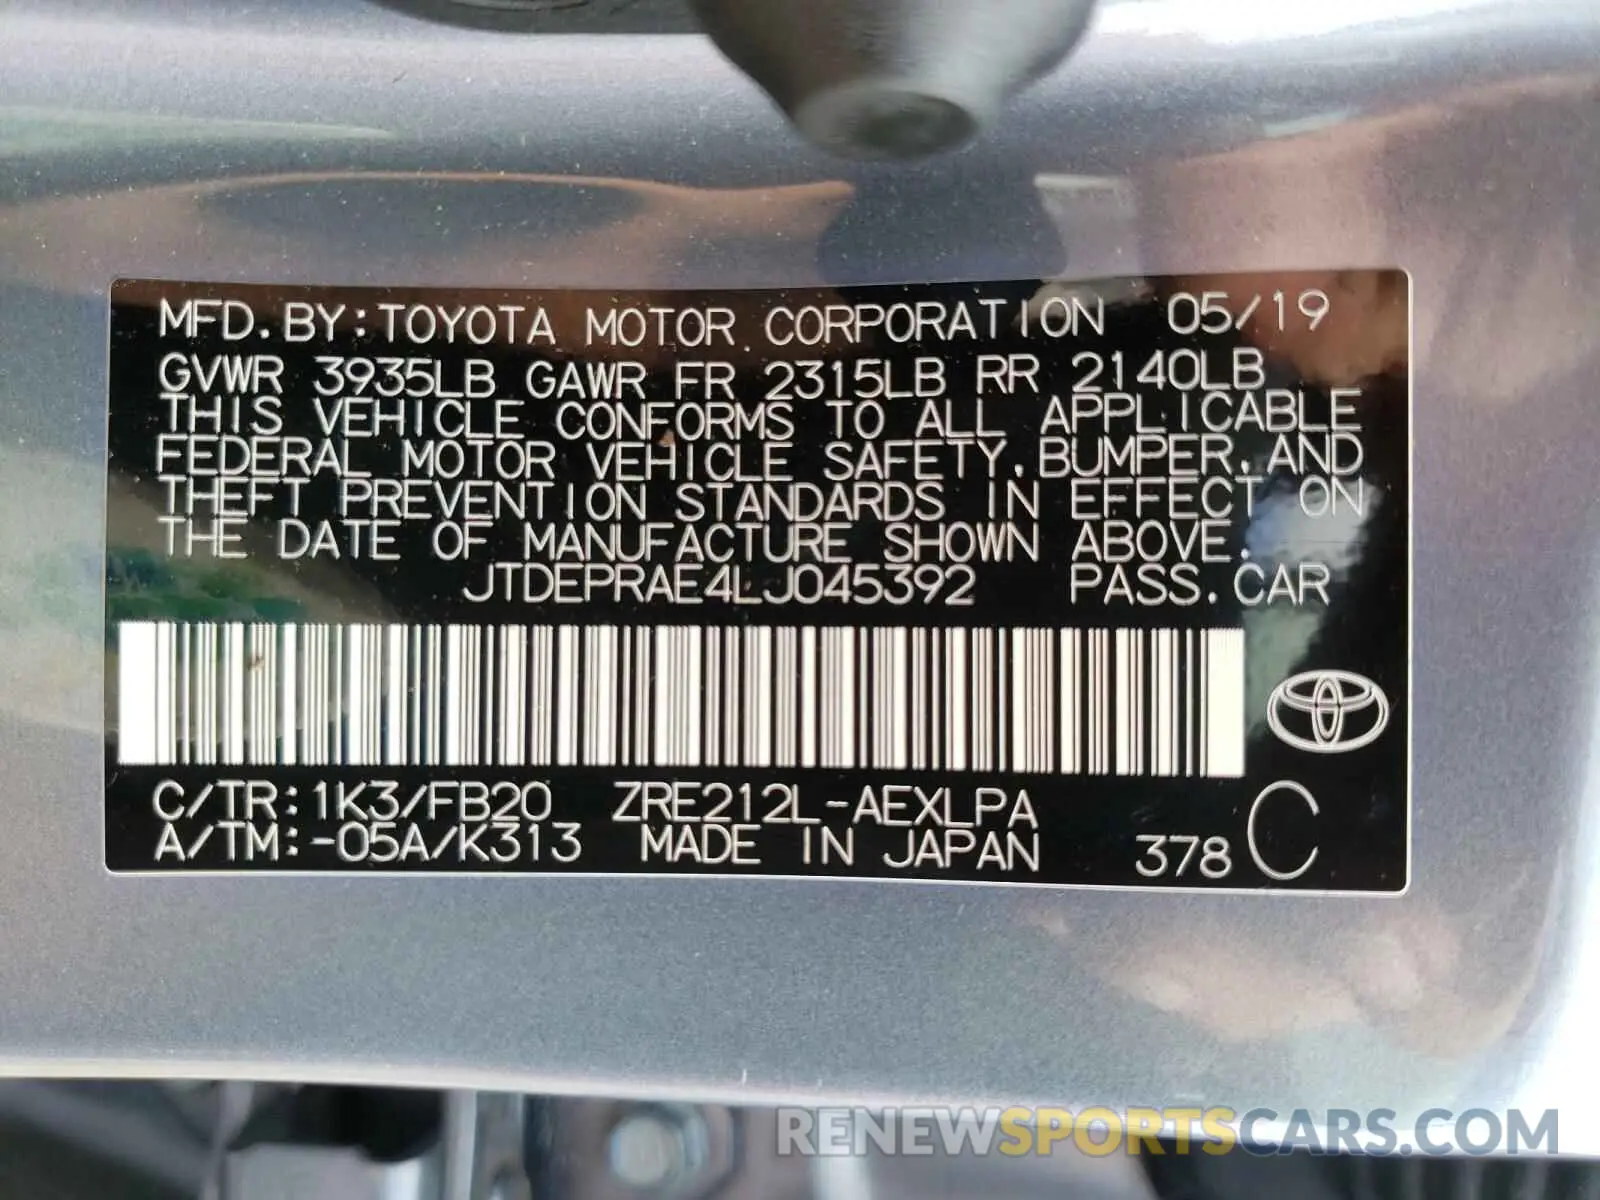 MFD. BY: TOYOTA MOTOR CORPORATION 05/19
GVWR 3935LB GAWR FR 2315LB RR 2140LB
THIS VEHICLE CONFORMS TO ALL APPLICABLE
FEDERAL MOTOR VEHICLE SAFETY, BUMPER, AND
THEFT PREVENTION STANDARDS IN EFFECT ON
THE DATE OF MANUFACTURE SHOWN ABOVE.
JTDEPRAE4LJ045392 PASS. CAR
C/TR: 1K3/FB20 ZRE212L-AEXLPA
A/TM: -05A/K313 MADE IN JAPAN 378 C
RENEWSPORTSCARS.COM